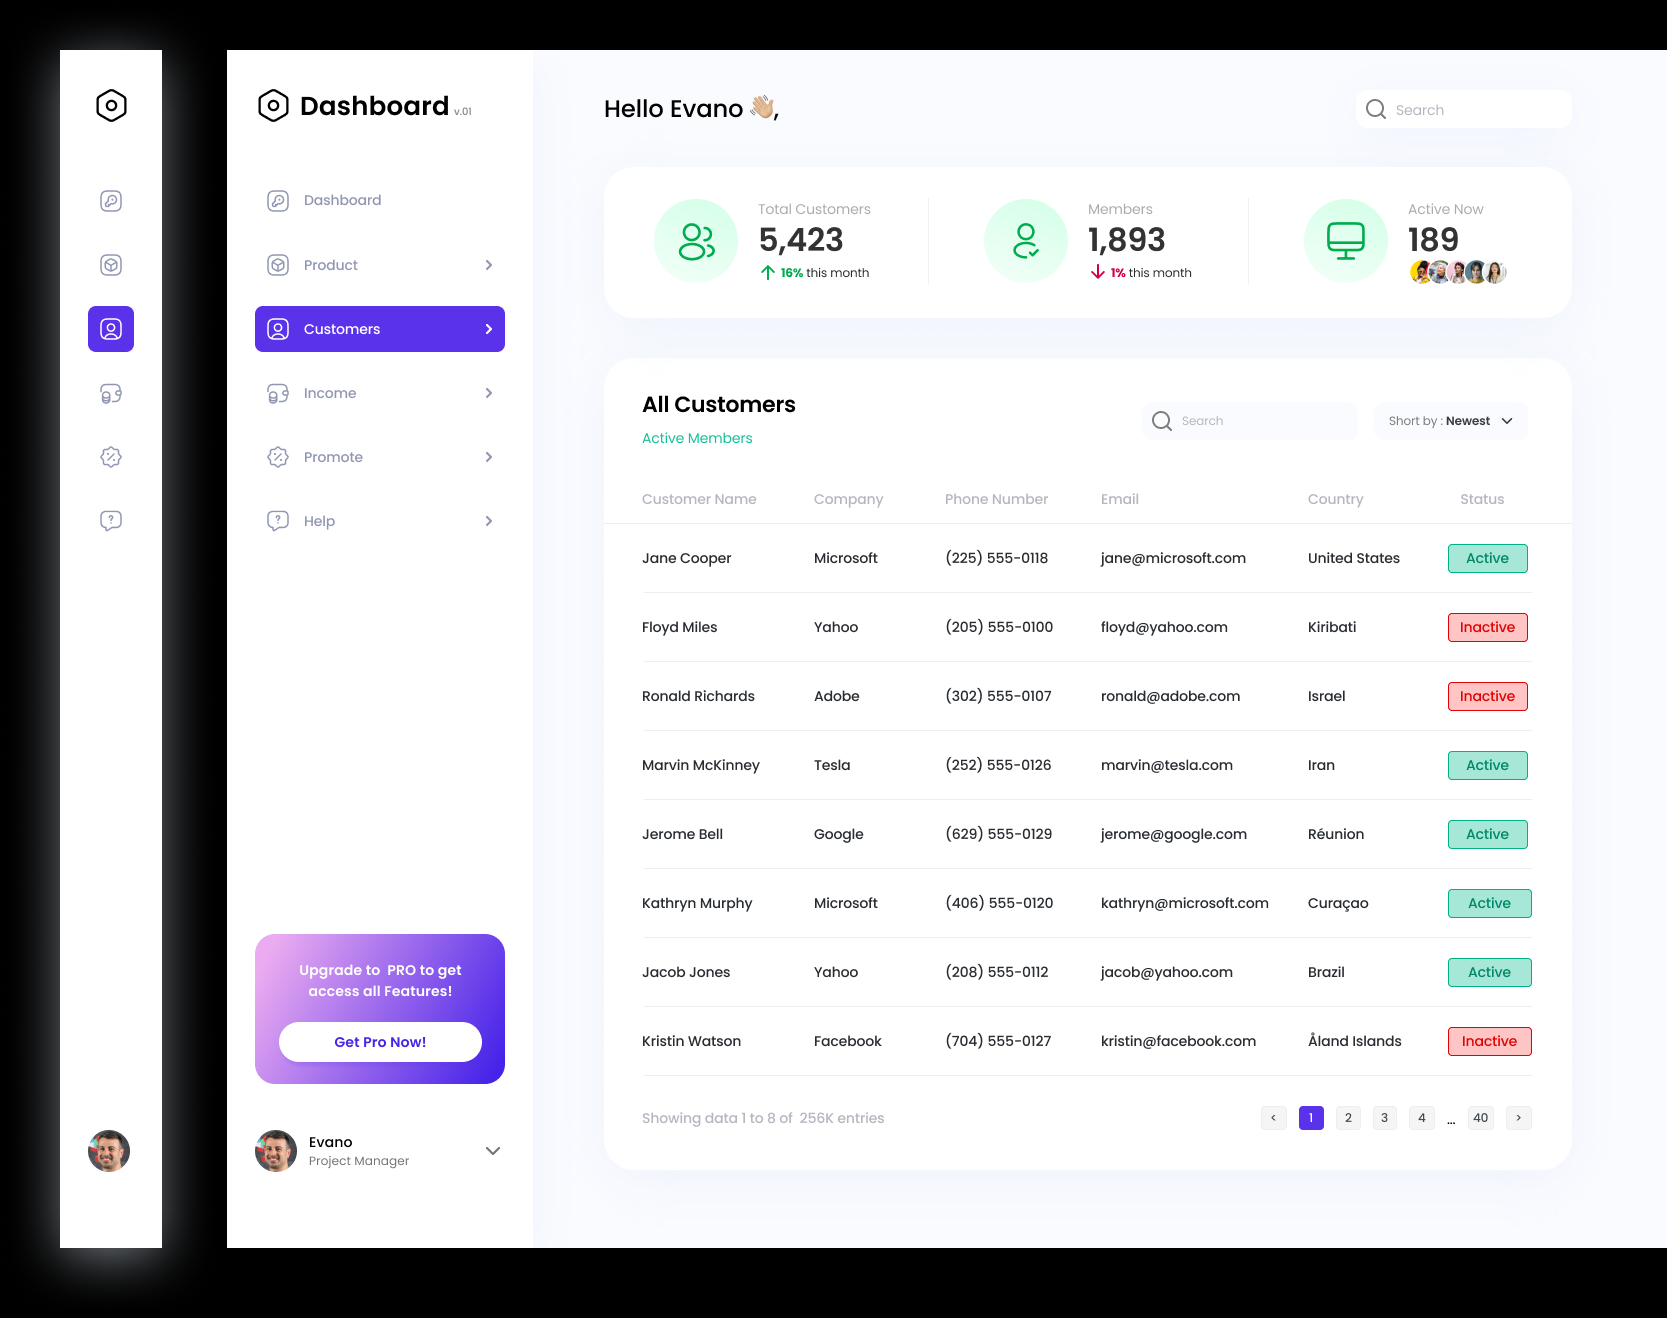 Dashboard v.01
Dashboard
Product
Customers
Income
Promote
Help
Upgrade to PRO to get
access all Features!
Get Pro Now!
Evano
Project Manager
Hello Evano 👋🏼,
Search
Total Customers
5,423
16% this month
Members
1,893
1% this month
Active Now
189
All Customers
Active Members
Search
Short by : Newest
Customer Name Company Phone Number Email Country Status
Jane Cooper Microsoft (225) 555-0118 jane@microsoft.com United States Active
Floyd Miles Yahoo (205) 555-0100 floyd@yahoo.com Kiribati Inactive
Ronald Richards Adobe (302) 555-0107 ronald@adobe.com Israel Inactive
Marvin McKinney Tesla (252) 555-0126 marvin@tesla.com Iran Active
Jerome Bell Google (629) 555-0129 jerome@google.com Réunion Active
Kathryn Murphy Microsoft (406) 555-0120 kathryn@microsoft.com Curaçao Active
Jacob Jones Yahoo (208) 555-0112 jacob@yahoo.com Brazil Active
Kristin Watson Facebook (704) 555-0127 kristin@facebook.com Åland Islands Inactive
Showing data 1 to 8 of 256K entries
< 1 2 3 4 ... 40 >